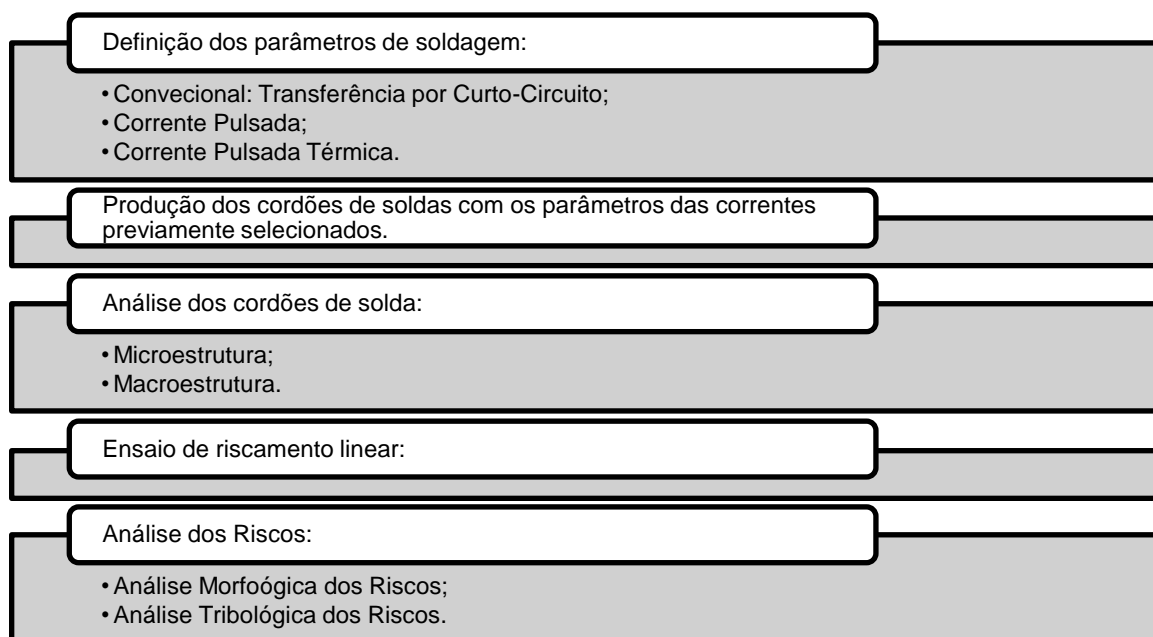 Definição dos parâmetros de soldagem:
• Convecional: Transferência por Curto-Circuito;
• Corrente Pulsada;
• Corrente Pulsada Térmica.
Produção dos cordões de soldas com os parâmetros das correntes
previamente selecionados.
Análise dos cordões de solda:
• Microestrutura;
• Macroestrutura.
Ensaio de riscamento linear:
Análise dos Riscos:
• Análise Morfoógica dos Riscos;
• Análise Tribológica dos Riscos.